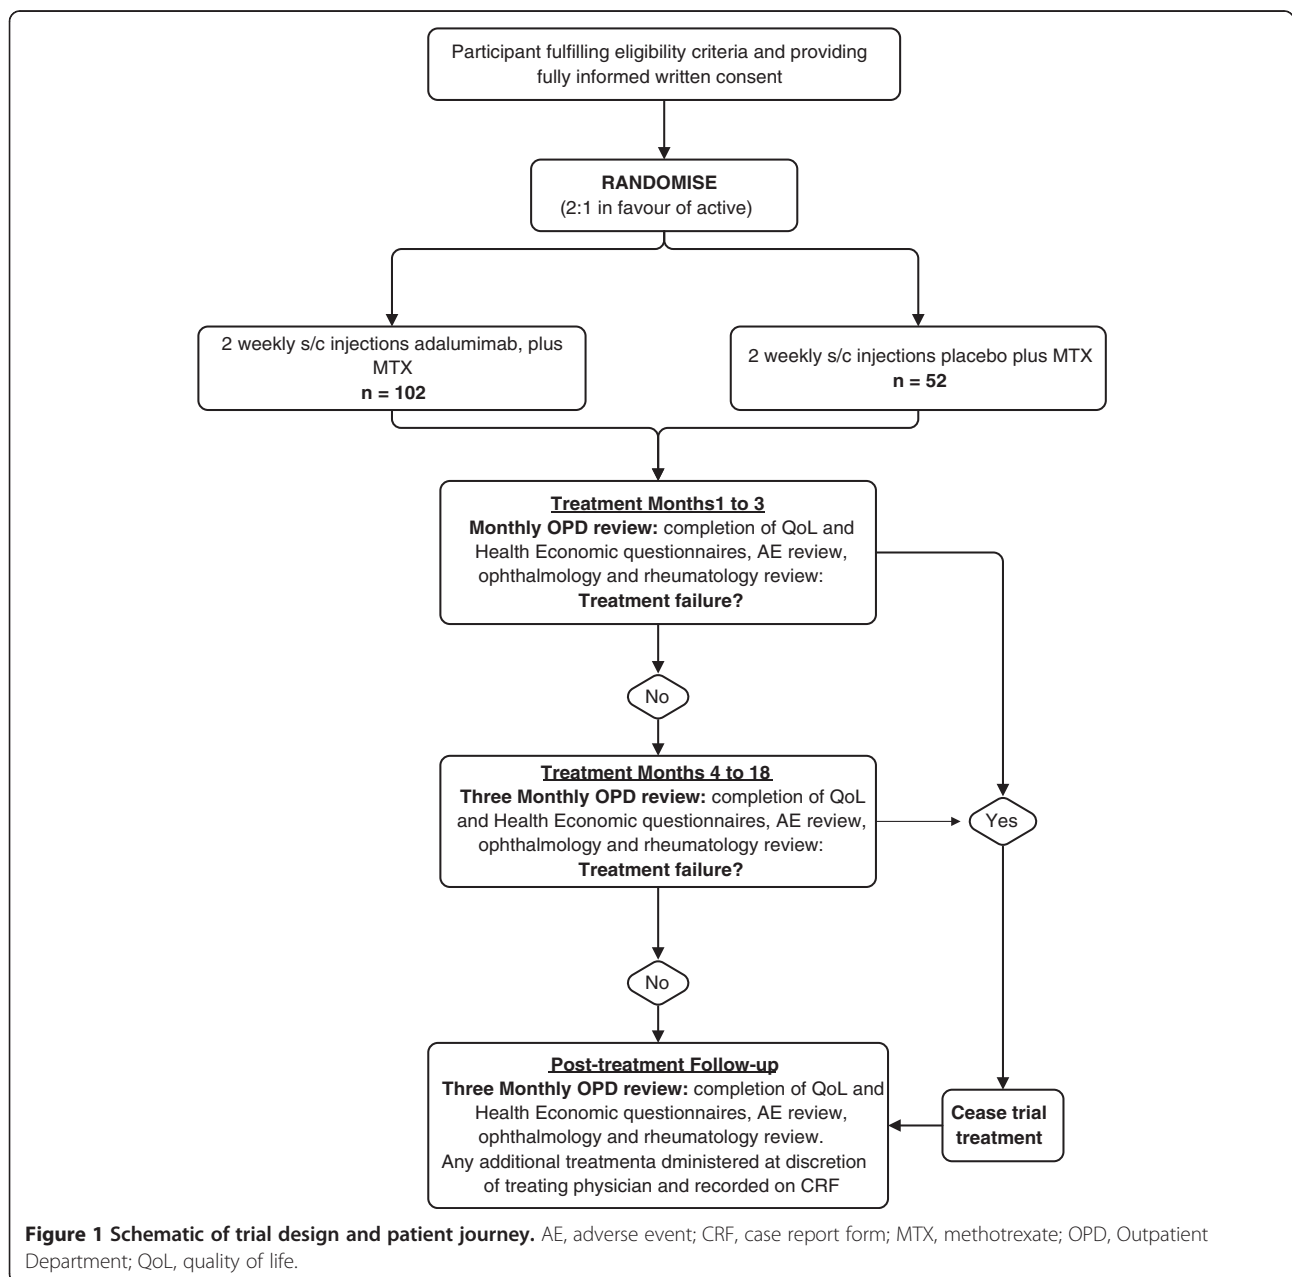 Participant fulfilling eligibility criteria and providing
fully informed written consent
RANDOMISE
(2:1 in favour of active)
2 weekly s/c injections adalumimab, plus
MTX
n = 102
2 weekly s/c injections placebo plus MTX
n = 52
Treatment Months1 to 3
Monthly OPD review: completion of QoL and
Health Economic questionnaires, AE review,
ophthalmology and rheumatology review:
Treatment failure?
No
Treatment Months 4 to 18
Three Monthly OPD review: completion of QoL
and Health Economic questionnaires, AE review,
ophthalmology and rheumatology review:
Treatment failure?
Yes
No
Post-treatment Follow-up
Three Monthly OPD review: completion of QoL and
Health Economic questionnaires, AE review,
ophthalmology and rheumatology review.
Any additional treatmenta dministered at discretion
of treating physician and recorded on CRF
Cease trial
treatment
Figure 1 Schematic of trial design and patient journey. AE, adverse event; CRF, case report form; MTX, methotrexate; OPD, Outpatient
Department; QoL, quality of life.